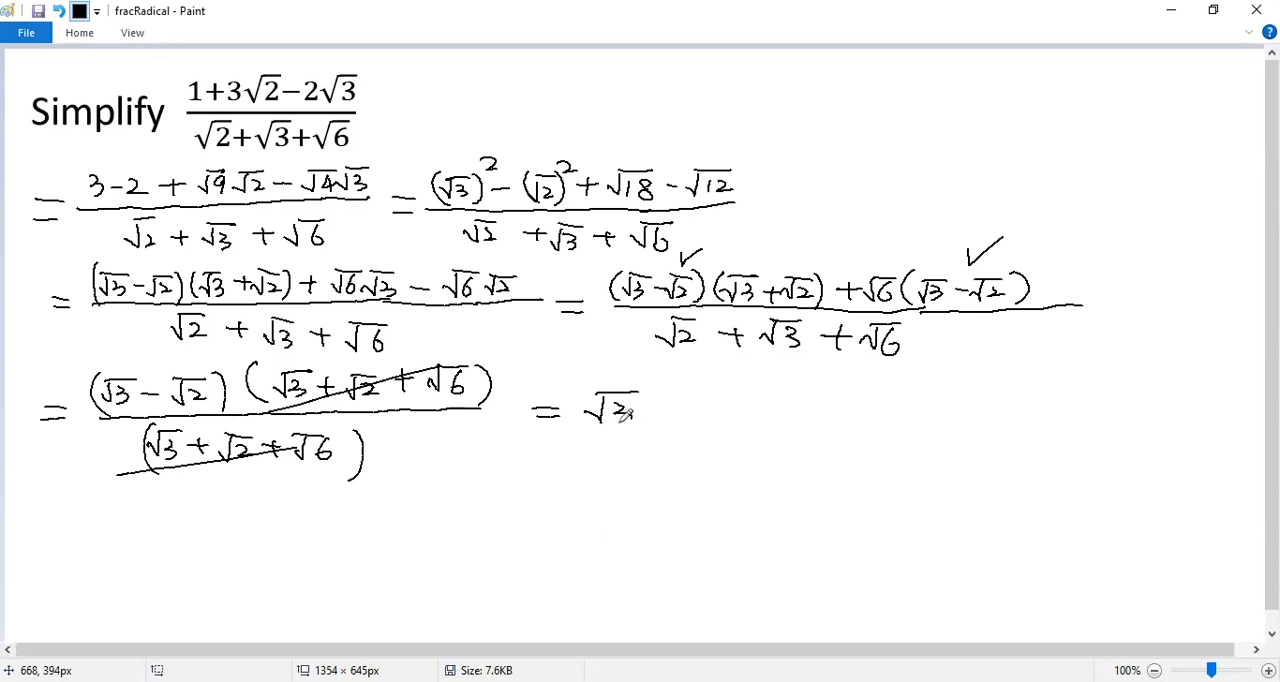 fracRadical - Paint
File Home View
Simplify (1+3√2−2√3)/(√2+√3+√6)
= (3-2 + √9√2 - √4√3)/(√2 + √3 + √6) = ((√3)² - (√2)² + √18 - √12)/(√2 + √3 + √6)
= ((√3-√2)(√3+√2) + √6√3 - √6√2)/(√2 + √3 + √6) = ((√3-√2)(√3+√2) + √6(√3-√2))/(√2 + √3 + √6)
= (√3-√2)(√3+√2+√6)/(√3+√2+√6) = √3
668, 394px 1354 × 645px Size: 7.6KB 100%